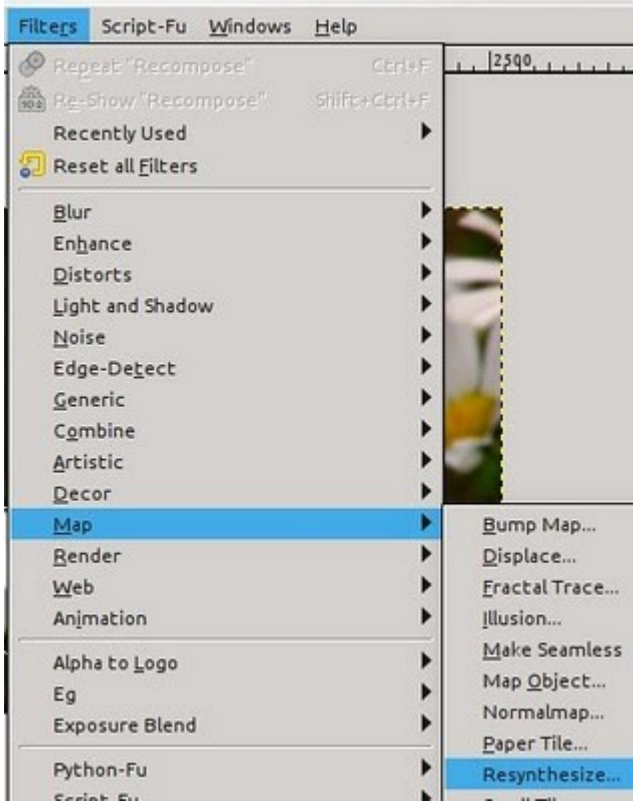 Filters Script-Fu Windows Help
Repeat "Recompose" Ctrl+F
Re-Show "Recompose" Shift+Ctrl+F
Recently Used
Reset all Filters
2500
Blur
Enhance
Distorts
Light and Shadow
Noise
Edge-Detect
Generic
Combine
Artistic
Decor
Map
Render
Web
Animation
Alpha to Logo
Eg
Exposure Blend
Python-Fu
Script-Fu
Bump Map...
Displace...
Fractal Trace...
Illusion...
Make Seamless
Map Object...
Normalmap...
Paper Tile...
Resynthesize...